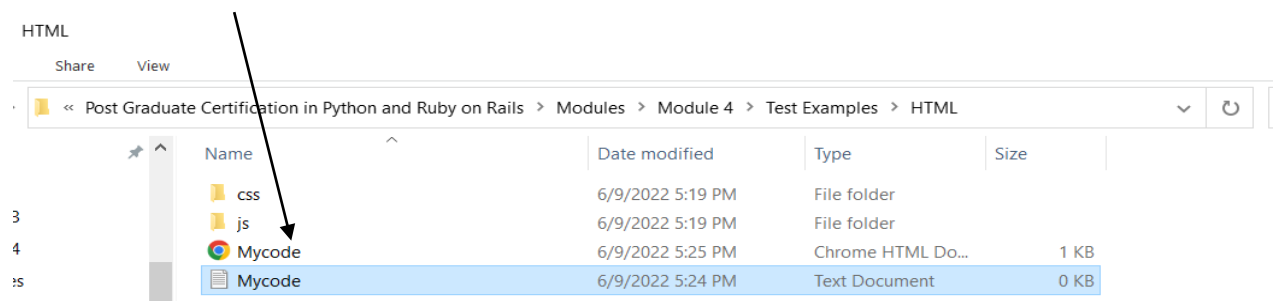 HTML
Share View
« Post Graduate Certification in Python and Ruby on Rails > Modules > Module 4 > Test Examples > HTML
Name Date modified Type Size
css 6/9/2022 5:19 PM File folder
3
js 6/9/2022 5:19 PM File folder
4
Mycode 6/9/2022 5:25 PM Chrome HTML Do... 1 KB
es
Mycode 6/9/2022 5:24 PM Text Document 0 KB